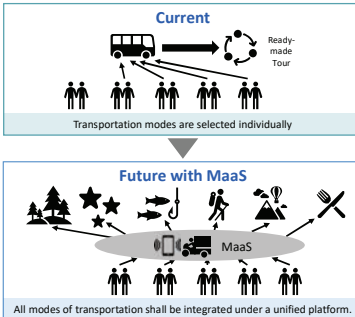 Current
Ready-
made
Tour
Transportation modes are selected individually
Future with MaaS
MaaS
All modes of transportation shall be integrated under a unified platform.